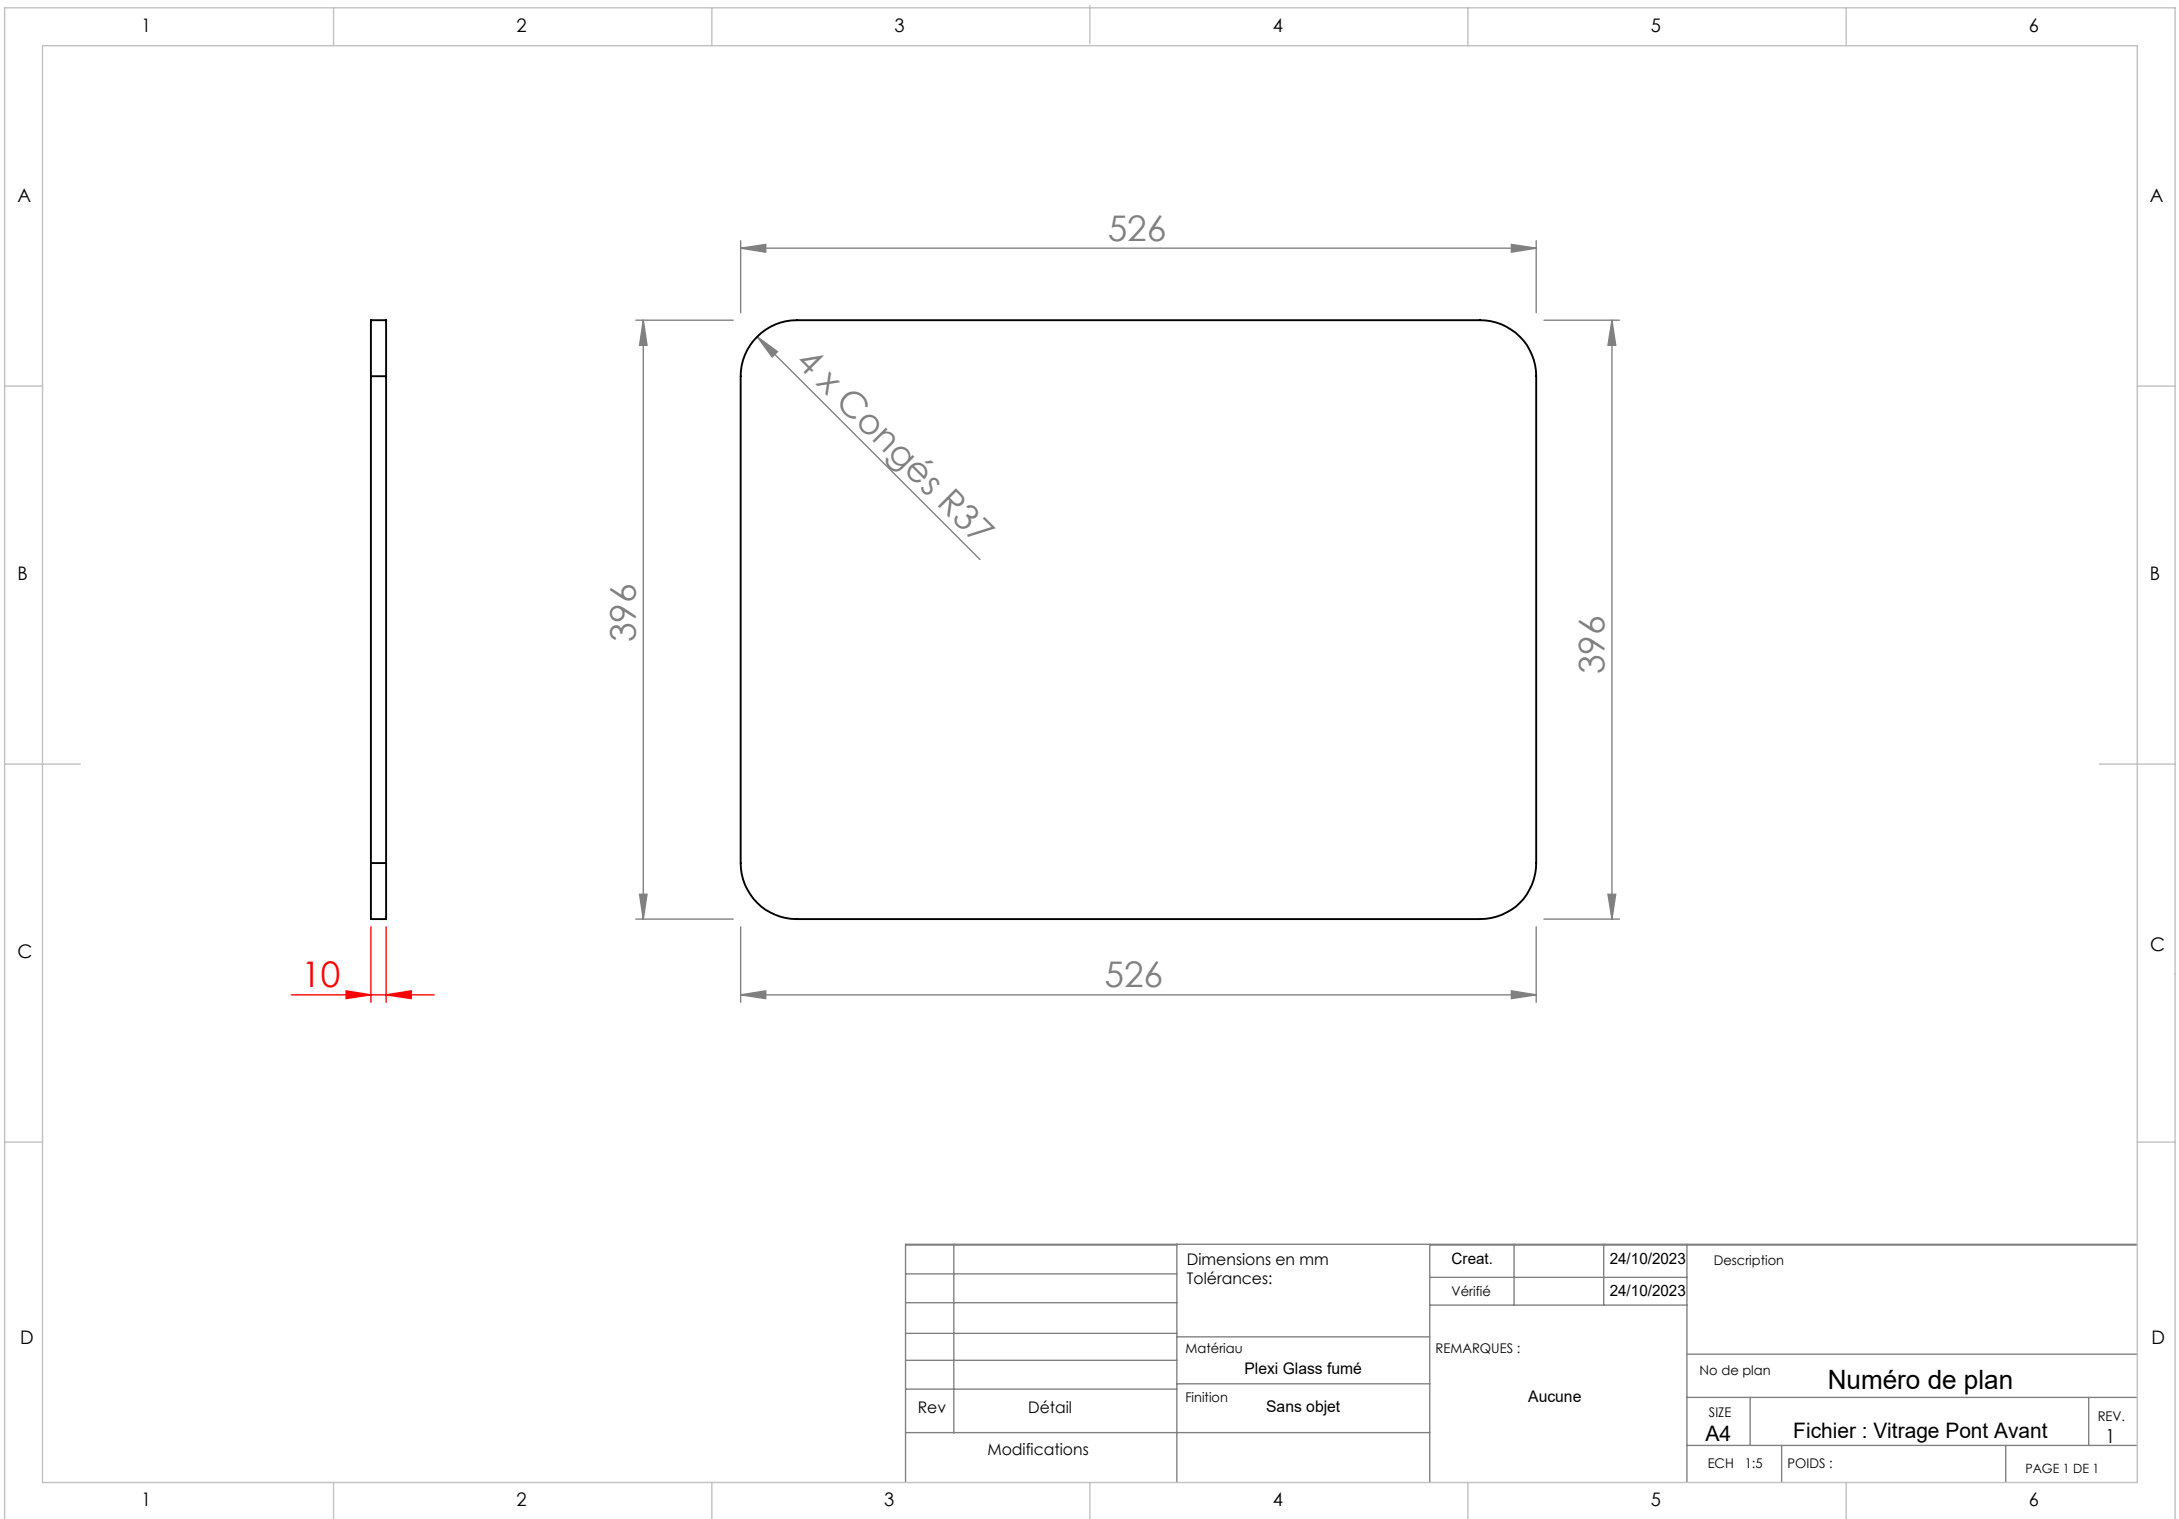 1 2 3 4 5 6
A A
526
4 x Congés R37
B B
396 396
C C
10 526
Dimensions en mm
Tolérances:
Creat. 24/10/2023
Vérifié 24/10/2023
Description
D D
Matériau
Plexi Glass fumé
REMARQUES :
Aucune
No de plan Numéro de plan
Finition Sans objet
Rev Détail
Modifications
SIZE
A4
Fichier : Vitrage Pont Avant
REV.
1
ECH 1:5 POIDS : PAGE 1 DE 1
1 2 3 4 5 6